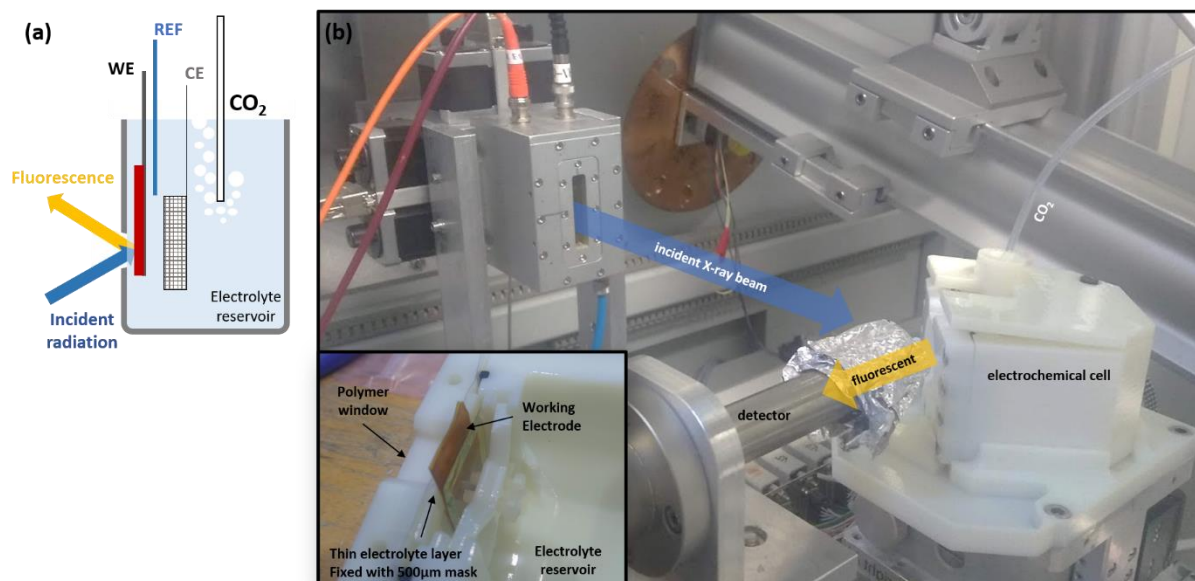 (a)
REF
WE
CE
CO2
Fluorescence
Incident
radiation
Electrolyte
reservoir
(b)
CO2
incident X-ray beam
fluorescent
electrochemical cell
detector
Polymer
window
Working
Electrode
Thin electrolyte layer
Fixed with 500µm mask
Electrolyte
reservoir